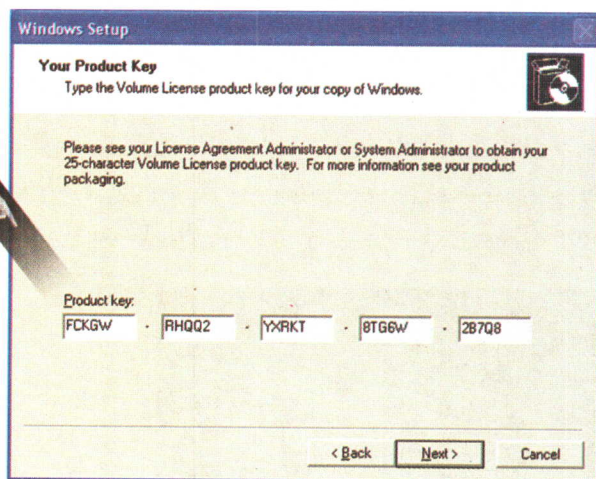 Windows Setup
Your Product Key
Type the Volume License product key for your copy of Windows.
Please see your License Agreement Administrator or System Administrator to obtain your
25-character Volume License product key. For more information see your product
packaging.
Product key:
FCKGW - RHQQ2 - YXRKT - 8TG6W - 2B7Q8
< Back Next > Cancel